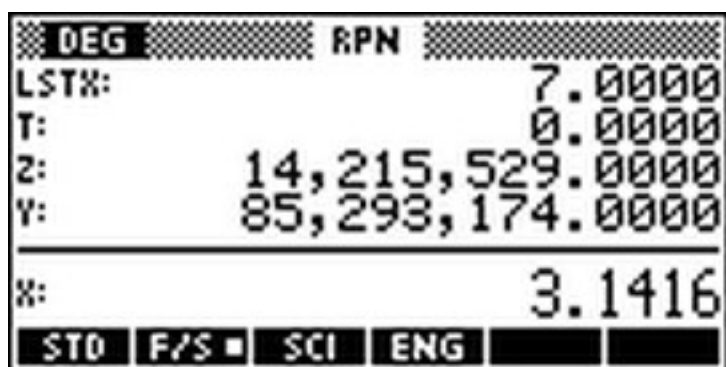 DEG RPN
LSTX: 7.0000
T: 0.0000
Z: 14,215,529.0000
Y: 85,293,174.0000
X: 3.1416
STD F/S ■ SCI ENG